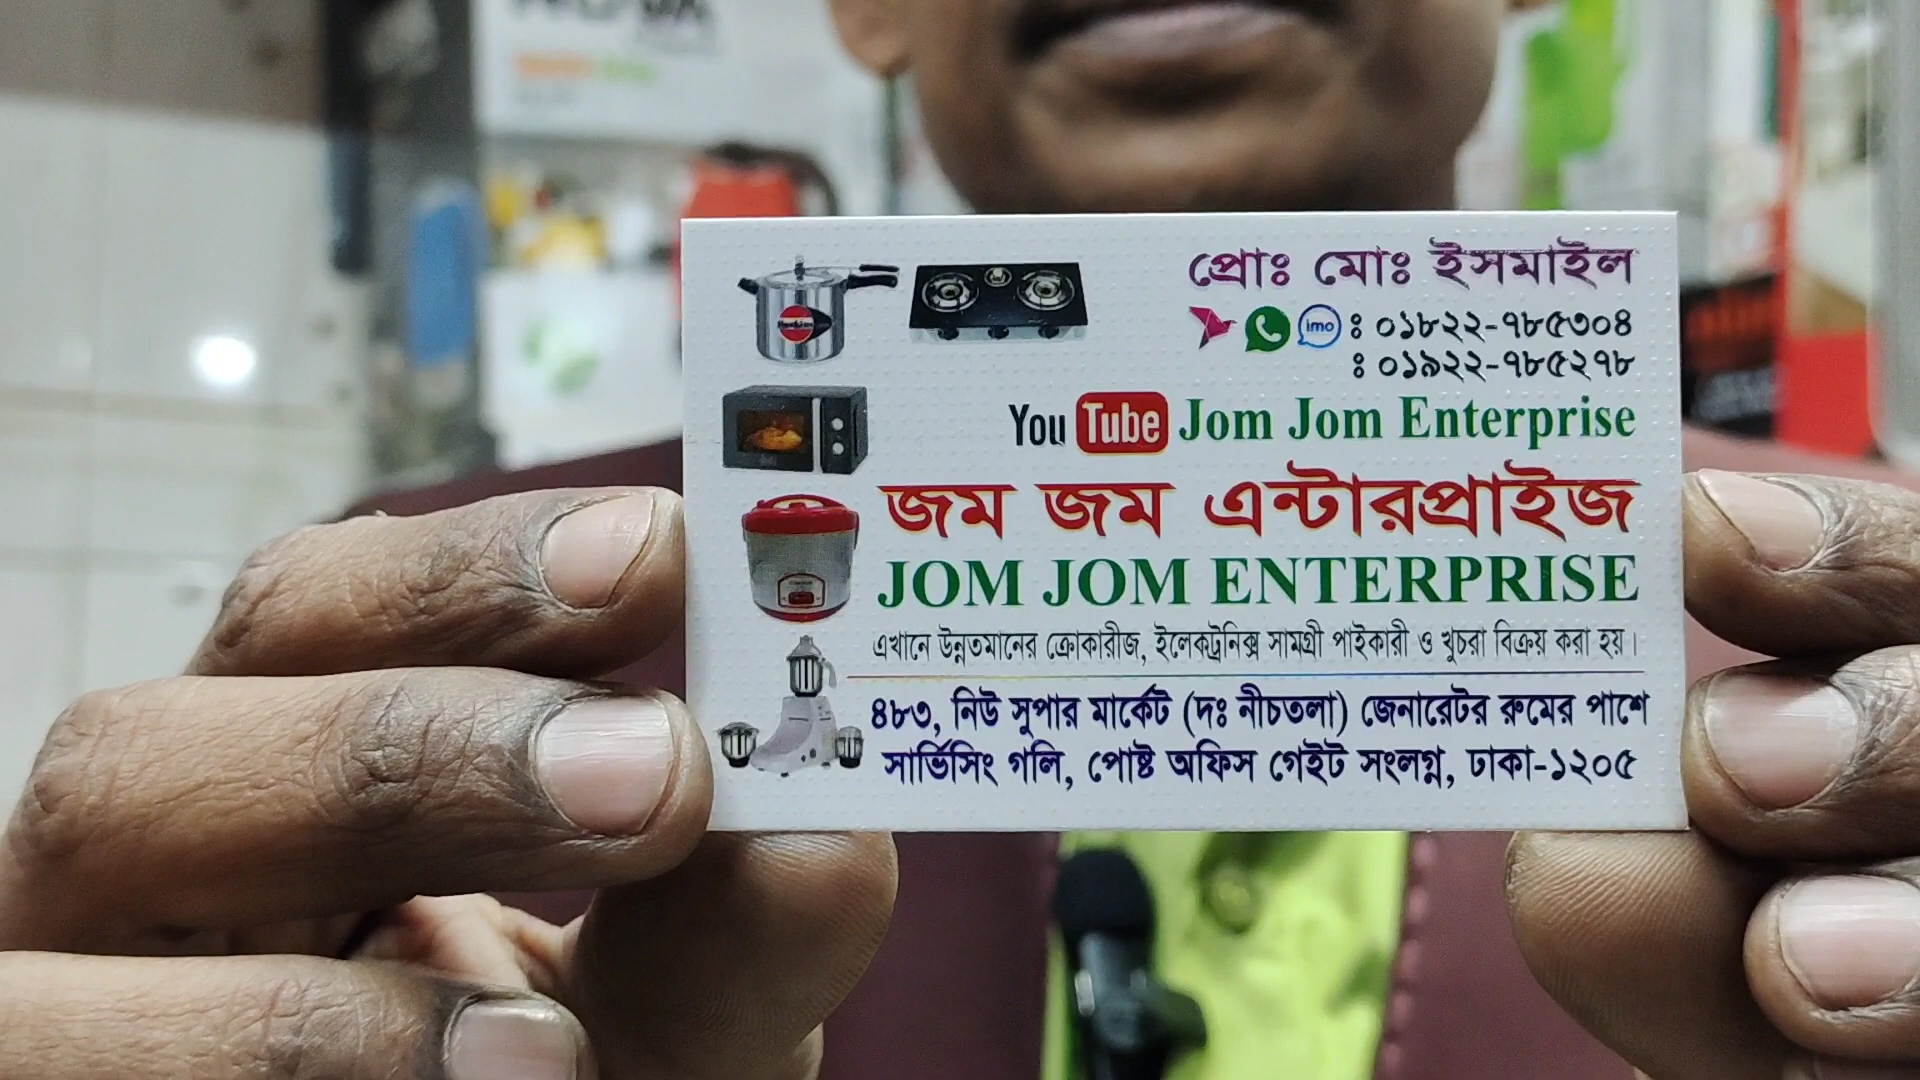 প্রোঃ মোঃ ইসমাইল
imo ঃ ০১৮২২-৭৮৫৩০৪
ঃ ০১৯২২-৭৮৫২৭৮
You Tube Jom Jom Enterprise
জম জম এন্টারপ্রাইজ
JOM JOM ENTERPRISE
এখানে উন্নতমানের ক্রোকারীজ, ইলেকট্রনিক্স সামগ্রী পাইকারী ও খুচরা বিক্রয় করা হয়।
৪৮৩, নিউ সুপার মার্কেট (দঃ নীচতলা) জেনারেটর রুমের পাশে
সার্ভিসিং গলি, পোষ্ট অফিস গেইট সংলগ্ন, ঢাকা-১২০৫